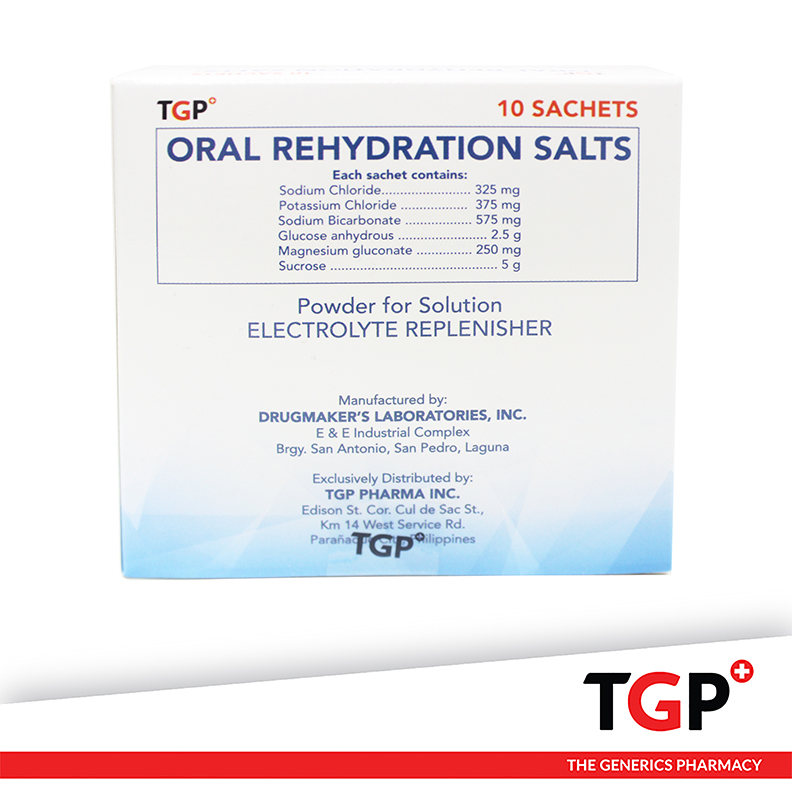 TGP
10 SACHETS
ORAL REHYDRATION SALTS
Each sachet contains:
Sodium Chloride........................ 325 mg
Potassium Chloride .................. 375 mg
Sodium Bicarbonate .................. 575 mg
Glucose anhydrous ........................ 2.5 g
Magnesium gluconate ............... 250 mg
Sucrose ............................................. 5 g
Powder for Solution
ELECTROLYTE REPLENISHER
Manufactured by:
DRUGMAKER'S LABORATORIES, INC.
E & E Industrial Complex
Brgy. San Antonio, San Pedro, Laguna
Exclusively Distributed by:
TGP PHARMA INC.
Edison St. Cor. Cul de Sac St.,
Km 14 West Service Rd.
Parañaque City, Philippines
TGP
TGP
THE GENERICS PHARMACY